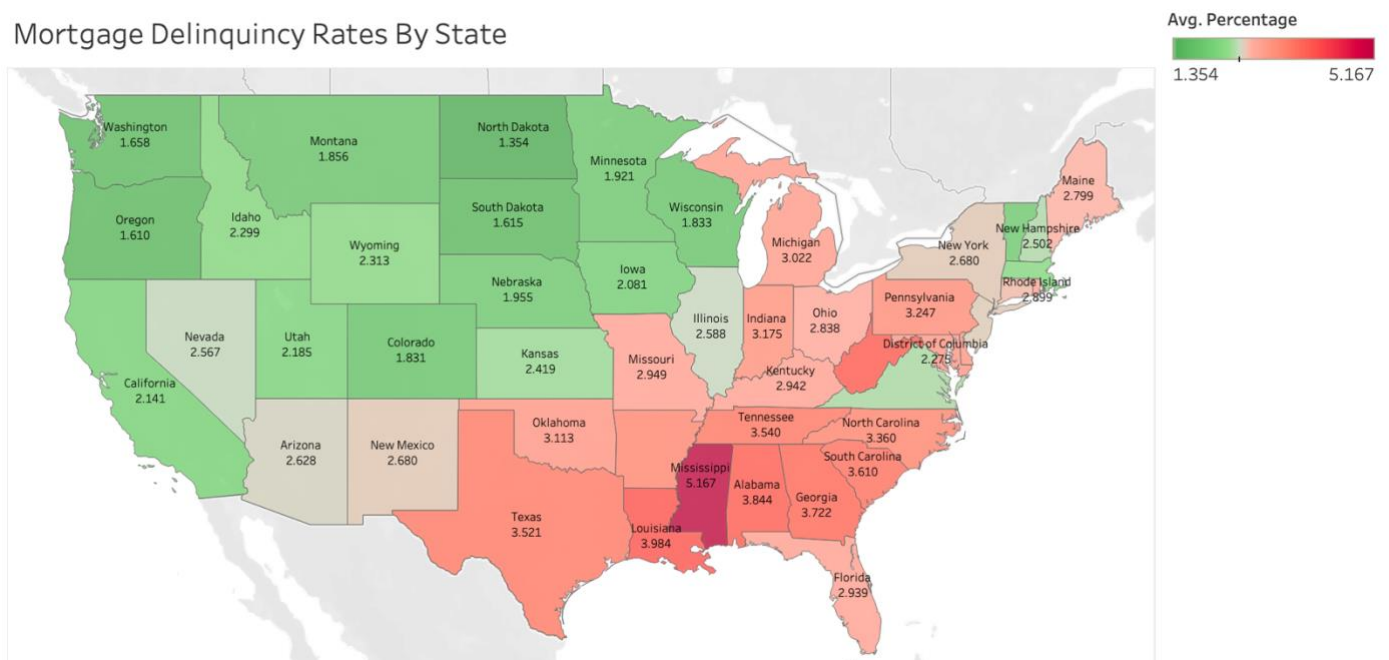 Mortgage Delinquency Rates By State
Avg. Percentage
1.354
5.167
Washington
1.658
Montana
1.856
North Dakota
1.354
Minnesota
1.921
Oregon
1.610
Idaho
2.299
Wyoming
2.313
South Dakota
1.615
Wisconsin
1.833
Michigan
3.022
Maine
2.799
New Hampshire
2.502
New York
2.680
Rhode Island
2.899
Nevada
2.567
Utah
2.185
Colorado
1.831
Nebraska
1.955
Iowa
2.081
Illinois
2.588
Indiana
3.175
Ohio
2.838
Pennsylvania
3.247
District of Columbia
2.275
California
2.141
Kansas
2.419
Missouri
2.949
Kentucky
2.942
Arizona
2.628
New Mexico
2.680
Oklahoma
3.113
Tennessee
3.540
North Carolina
3.360
South Carolina
3.610
Texas
3.521
Louisiana
3.984
Mississippi
5.167
Alabama
3.844
Georgia
3.722
Florida
2.939